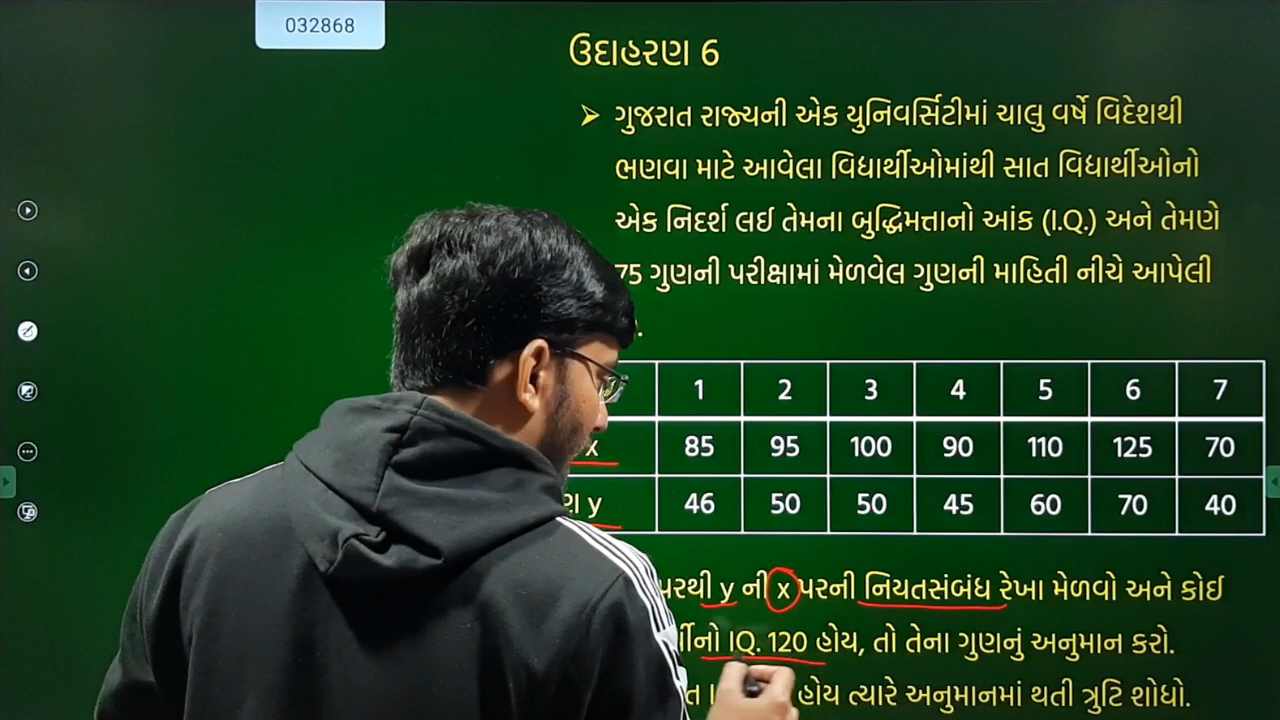 032868
ઉદાહરણ 6
➤ ગુજરાત રાજ્યની એક યુનિવર્સિટીમાં ચાલુ વર્ષે વિદેશથી
ભણવા માટે આવેલા વિદ્યાર્થીઓમાંથી સાત વિદ્યાર્થીઓનો
એક નિદર્શ લઈ તેમના બુદ્ધિમત્તાનો આંક (I.Q.) અને તેમણે
75 ગુણની પરીક્ષામાં મેળવેલ ગુણની માહિતી નીચે આપેલી
1 2 3 4 5 6 7
x 85 95 100 90 110 125 70
y 46 50 50 45 60 70 40
પરથી y ની x પરની નિયતસંબંધ રેખા મેળવો અને કોઈ
IQ. 120 હોય, તો તેના ગુણનું અનુમાન કરો.
હોય ત્યારે અનુમાનમાં થતી ત્રુટિ શોધો.